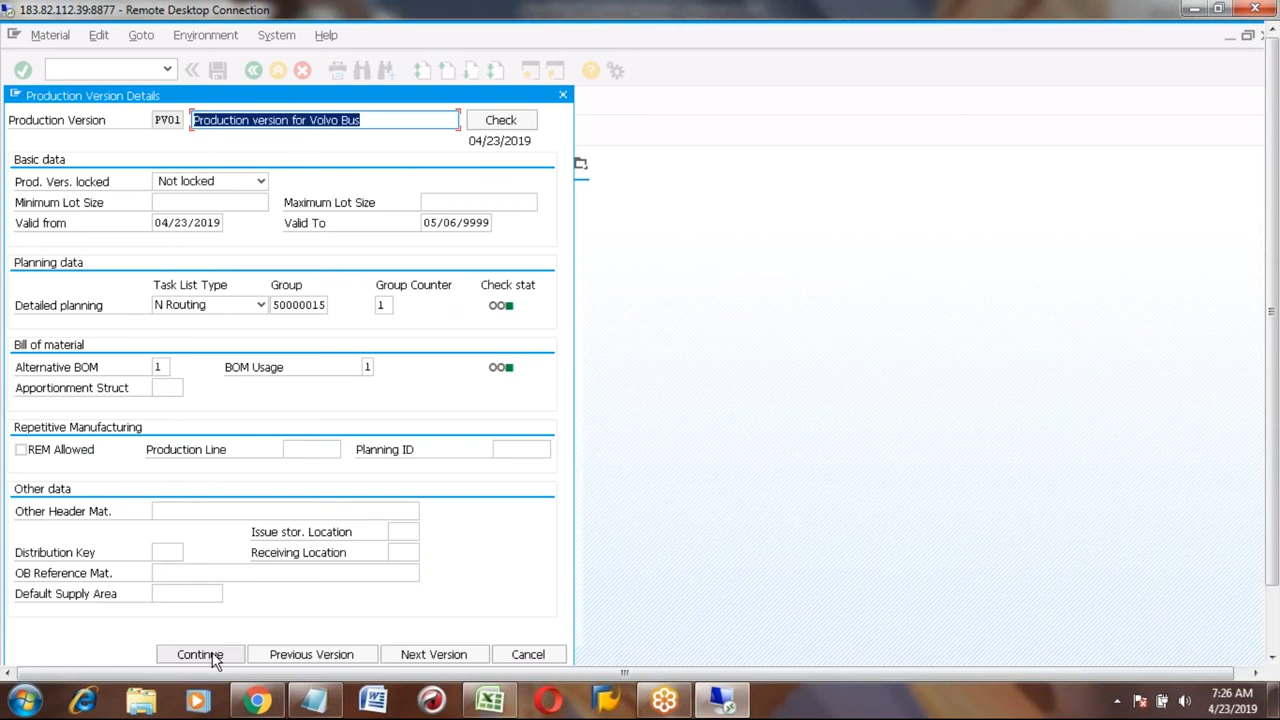 183.82.112.39:8877 - Remote Desktop Connection
Material Edit Goto Environment System Help
Production Version Details
Production Version PV01 Production version for Volvo Bus Check
04/23/2019
Basic data
Prod. Vers. locked Not locked
Minimum Lot Size Maximum Lot Size
Valid from 04/23/2019 Valid To 05/06/9999
Planning data
Task List Type Group Group Counter Check stat
Detailed planning N Routing 50000015 1
Bill of material
Alternative BOM 1 BOM Usage 1
Apportionment Struct
Repetitive Manufacturing
REM Allowed Production Line Planning ID
Other data
Other Header Mat.
Issue stor. Location
Distribution Key Receiving Location
OB Reference Mat.
Default Supply Area
Continue Previous Version Next Version Cancel
7:26 AM
4/23/2019